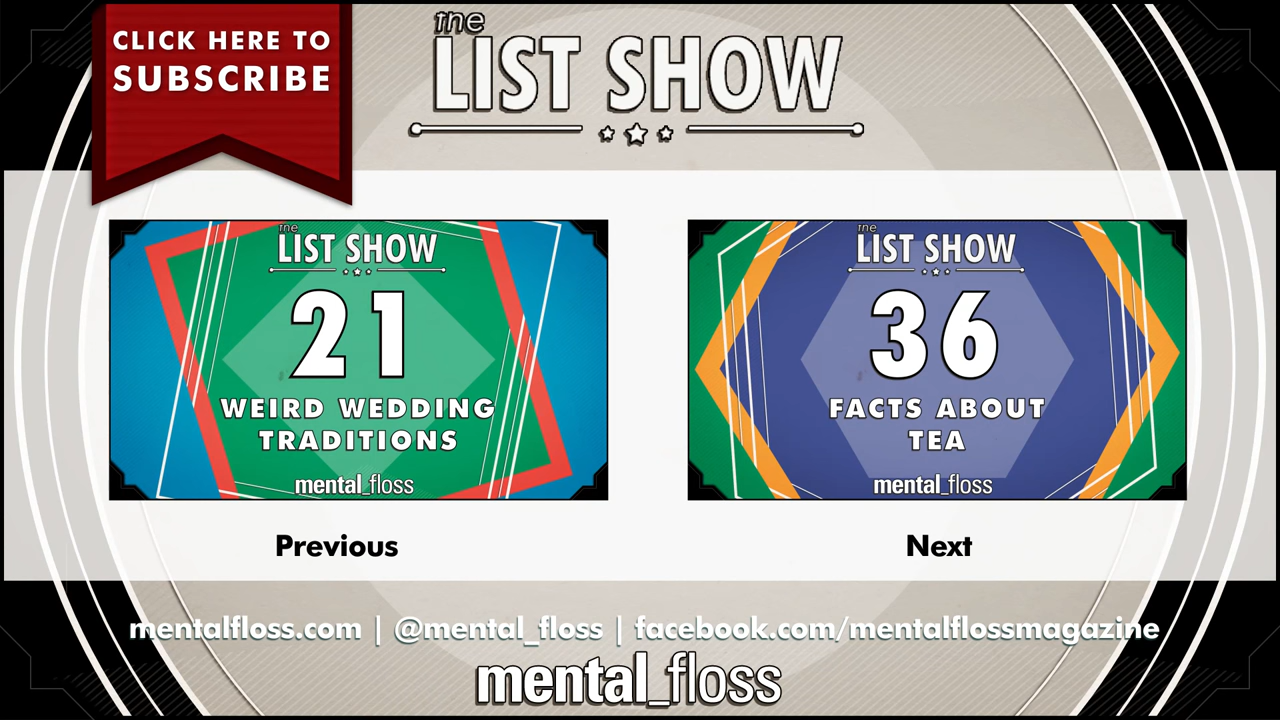 CLICK HERE TO
SUBSCRIBE
the
LIST SHOW
the
LIST SHOW
21
WEIRD WEDDING
TRADITIONS
mental_floss
Previous
the
LIST SHOW
36
FACTS ABOUT
TEA
mental_floss
Next
mentalfloss.com | @mental_floss | facebook.com/mentalflossmagazine
mental_floss